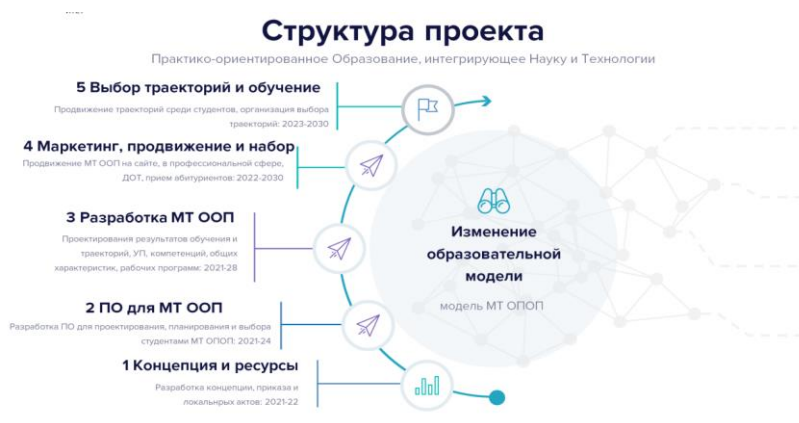 Структура проекта
Практико-ориентированное Образование, интегрирующее Науку и Технологии
5 Выбор траекторий и обучение
Продвижение траекторий среди студентов, организация выбора
траекторий: 2023-2030
4 Маркетинг, продвижение и набор
Продвижение МТ ООП на сайте, в профессиональной сфере,
ДОТ, прием абитуриентов: 2022-2030
3 Разработка МТ ООП
Проектирования результатов обучения и
траекторий, УП, компетенций, общих
характеристик, рабочих программ: 2021-28
2 ПО для МТ ООП
Разработка ПО для проектирования, планирования и выбора
студентами МТ ОПОП: 2021-24
1 Концепция и ресурсы
Разработка концепции, приказа и
локальнрых актов: 2021-22
Изменение
образовательной
модели
модель МТ ОПОП